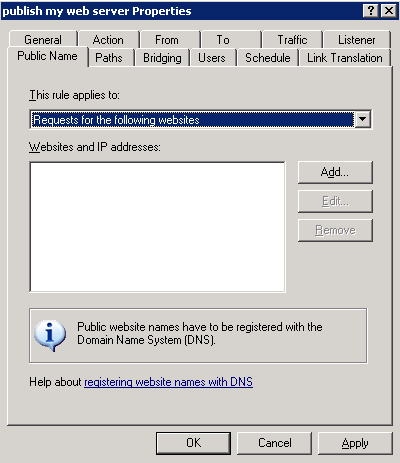 publish my web server Properties
General Action From To Traffic Listener
Public Name Paths Bridging Users Schedule Link Translation
This rule applies to:
Requests for the following websites
Websites and IP addresses:
Add...
Edit...
Remove
Public website names have to be registered with the
Domain Name System (DNS).
Help about registering website names with DNS
OK Cancel Apply